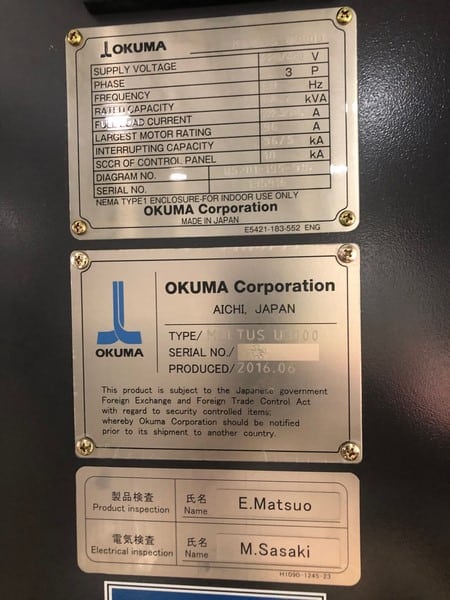 OKUMA
SUPPLY VOLTAGE V
PHASE 3 P
FREQUENCY Hz
RATED CAPACITY kVA
FULL LOAD CURRENT A
LARGEST MOTOR RATING A
INTERRUPTING CAPACITY kA
SCCR OF CONTROL PANEL kA
DIAGRAM NO.
SERIAL NO.
NEMA TYPE1 ENCLOSURE-FOR INDOOR USE ONLY
OKUMA Corporation
MADE IN JAPAN
E5421-183-552 ENG
OKUMA
OKUMA Corporation
AICHI, JAPAN
TYPE/ MULTUS
SERIAL NO./
PRODUCED/ 2016.06
This product is subject to the Japanese government
Foreign Exchange and Foreign Trade Control Act
with regard to security controlled items;
whereby Okuma Corporation should be notified
prior to its shipment to another country.
製品検査 氏名 E.Matsuo
Product inspection Name
電気検査 氏名 M.Sasaki
Electrical inspection Name
H1090-1245-23